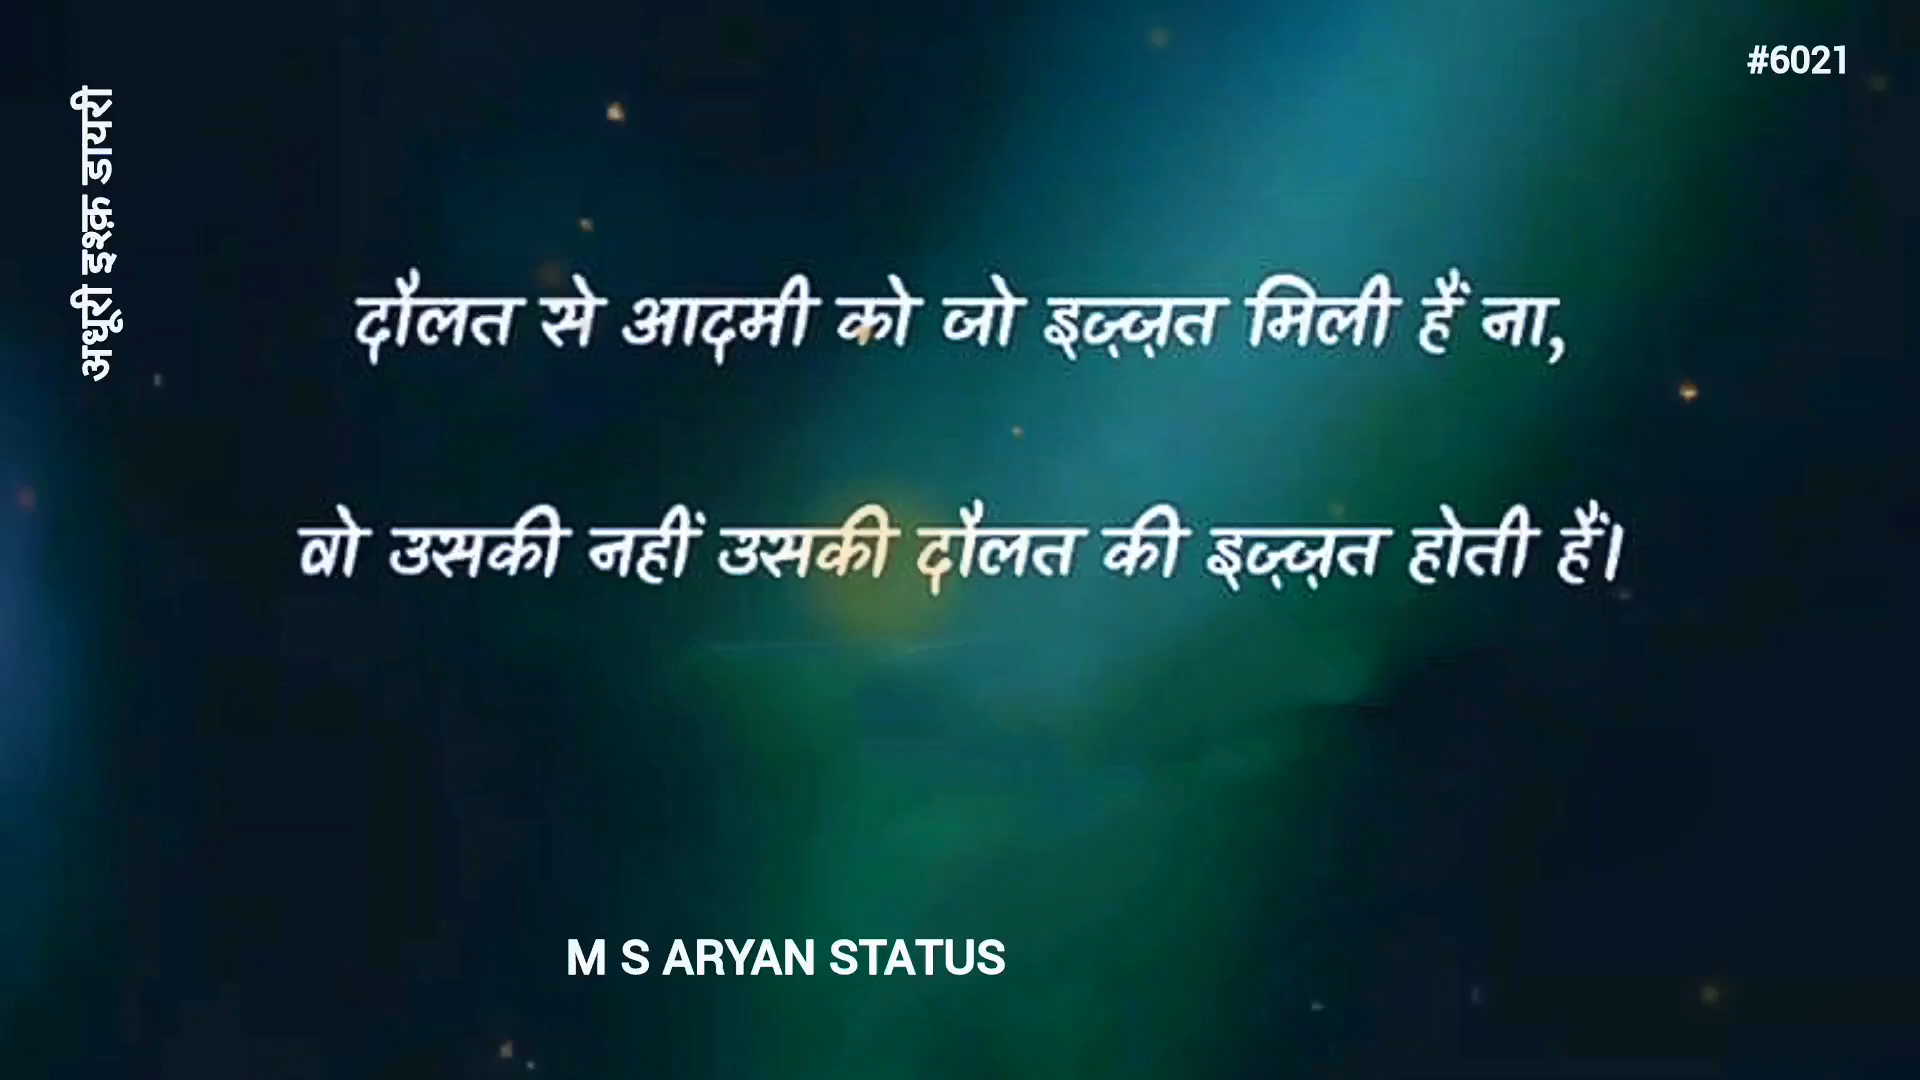 #6021
अधूरी इश्क़ डायरी
दौलत से आदमी को जो इज़्ज़त मिली हैं ना,
वो उसकी नहीं उसकी दौलत की इज़्ज़त होती हैं।
M S ARYAN STATUS